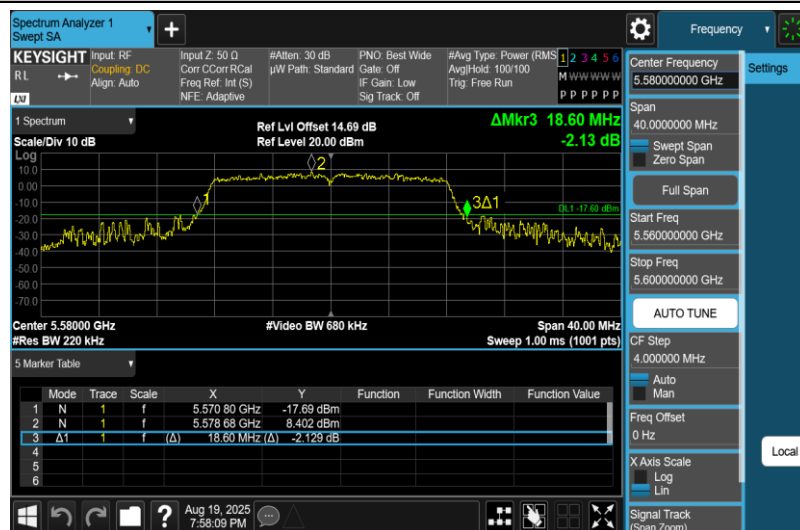 Spectrum Analyzer 1
Swept SA
+
Frequency
KEYSIGHT
RL
LXI
Input: RF
Coupling: DC
Align: Auto
Input Z: 50 Ω
Corr CCorr RCal
Freq Ref: Int (S)
NFE: Adaptive
#Atten: 30 dB
µW Path: Standard
PNO: Best Wide
Gate: Off
IF Gain: Low
Sig Track: Off
#Avg Type: Power (RMS
Avg|Hold: 100/100
Trig: Free Run
1 2 3 4 5 6
M W W W W W
P P P P P P
1 Spectrum
Scale/Div 10 dB
Log
Ref Lvl Offset 14.69 dB
Ref Level 20.00 dBm
ΔMkr3 18.60 MHz
-2.13 dB
10.0
0.00
-10.0
-20.0
-30.0
-40.0
-50.0
-60.0
-70.0
1
2
3Δ1
DL1 -17.60 dBm
Center 5.58000 GHz
#Video BW 680 kHz
Span 40.00 MHz
#Res BW 220 kHz
Sweep 1.00 ms (1001 pts)
5 Marker Table
Mode Trace Scale X Y Function Function Width Function Value
1 N 1 f 5.570 80 GHz -17.69 dBm
2 N 1 f 5.578 68 GHz 8.402 dBm
3 Δ1 1 f (Δ) 18.60 MHz (Δ) -2.129 dB
4
5
6
?
Aug 19, 2025
7:58:09 PM
Center Frequency
5.580000000 GHz
Settings
Span
40.0000000 MHz
Swept Span
Zero Span
Full Span
Start Freq
5.560000000 GHz
Stop Freq
5.600000000 GHz
AUTO TUNE
CF Step
4.000000 MHz
Auto
Man
Freq Offset
0 Hz
Local
X Axis Scale
Log
Lin
Signal Track
(Span Zoom)